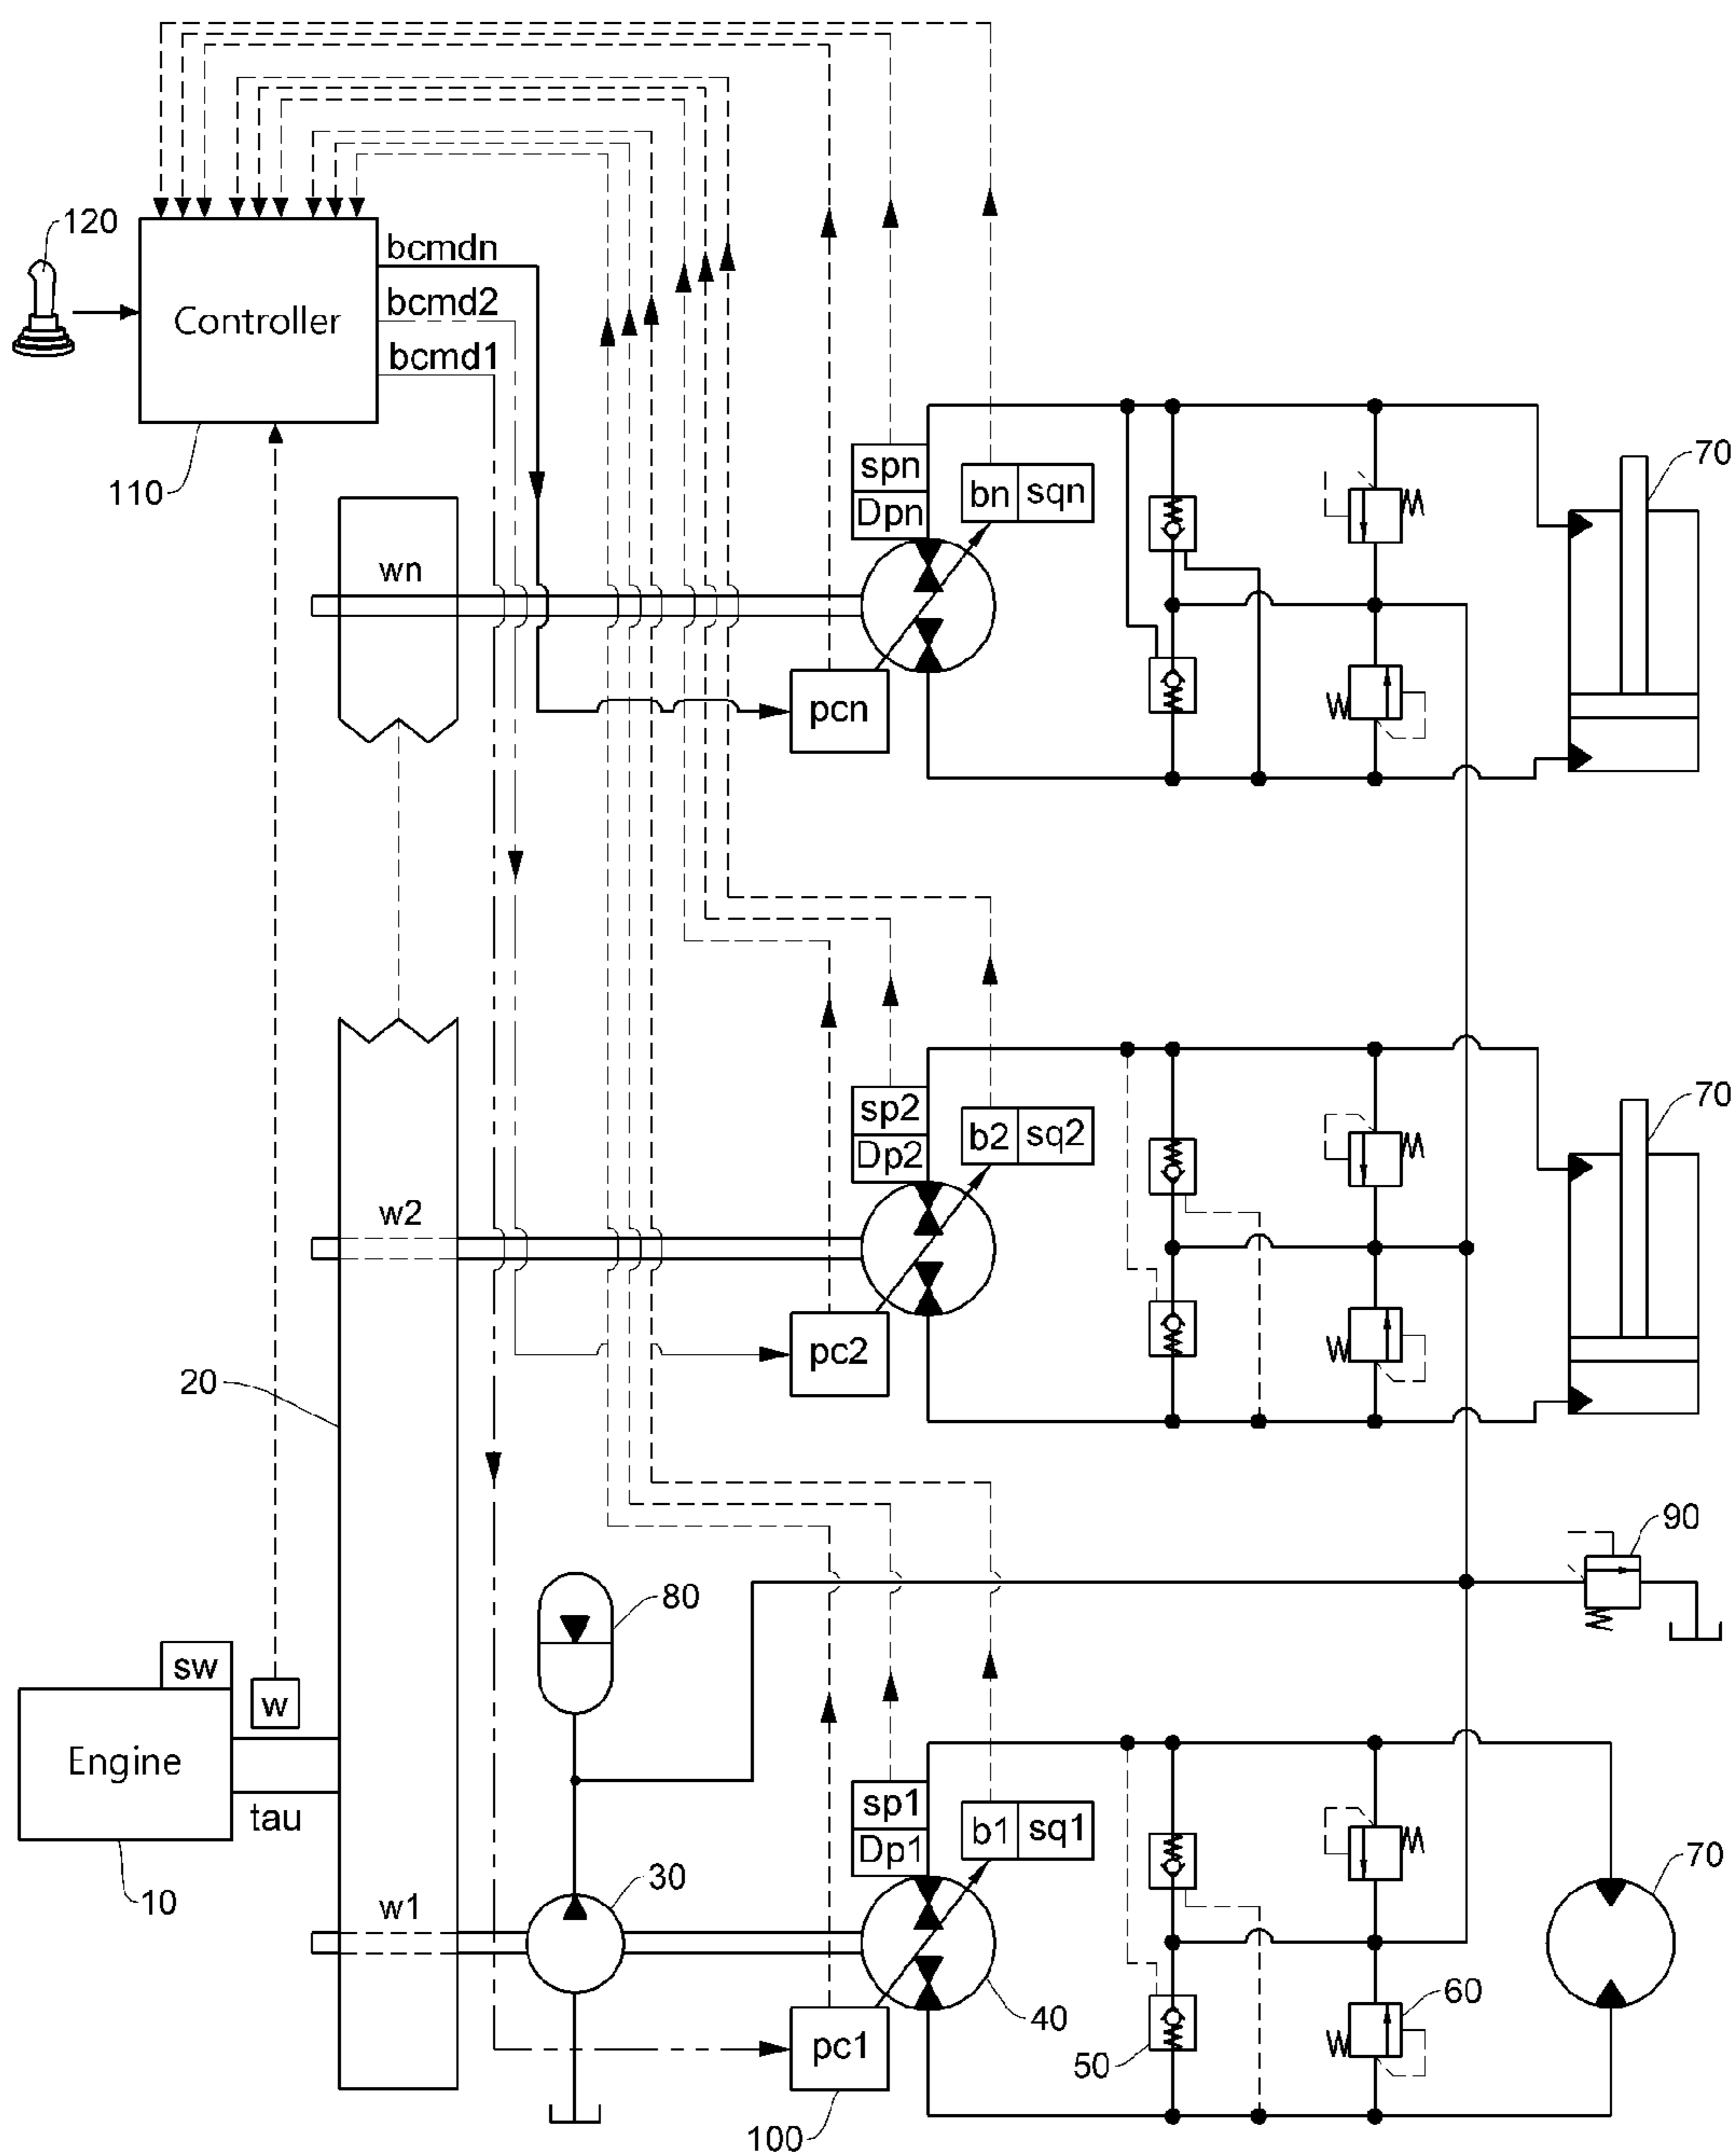 120
bcmdn
Controller
bcmd2
bcmd1
110
spn
Dpn
bn
sqn
70
wn
pcn
sp2
Dp2
b2
sq2
70
w2
pc2
20
90
80
sw
w
Engine
tau
10
sp1
Dp1
b1
sq1
70
30
w1
40
60
50
pc1
100